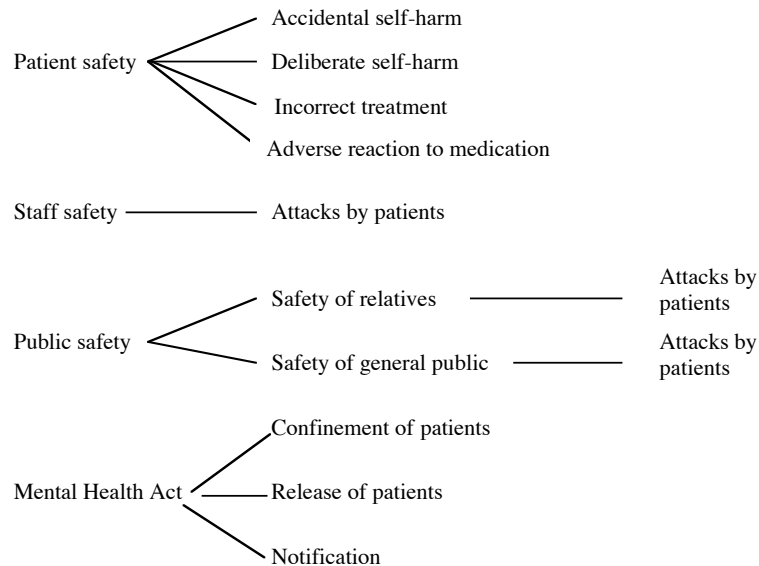 Patient safety
Accidental self-harm
Deliberate self-harm
Incorrect treatment
Adverse reaction to medication
Staff safety
Attacks by patients
Public safety
Safety of relatives
Attacks by
patients
Safety of general public
Attacks by
patients
Mental Health Act
Confinement of patients
Release of patients
Notification